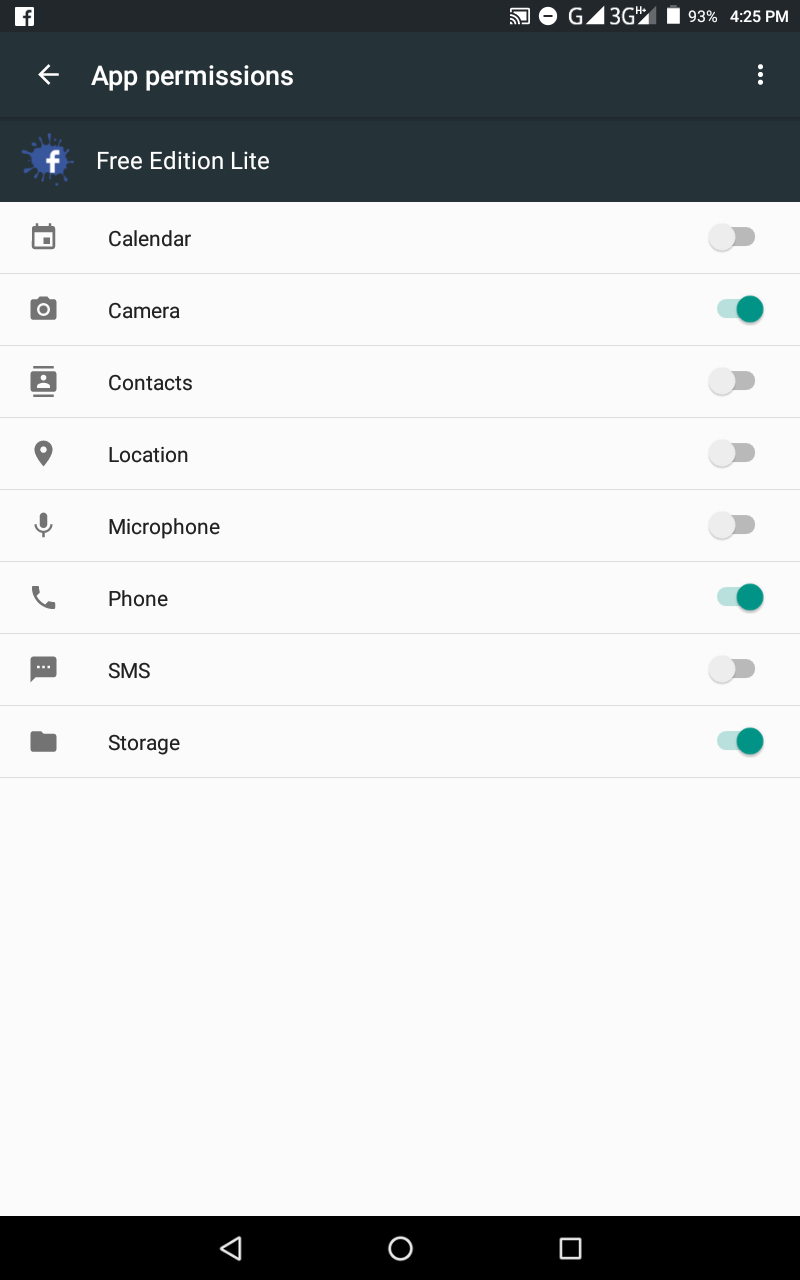 G 3G H+ 93% 4:25 PM
App permissions
f Free Edition Lite
Calendar
Camera
Contacts
Location
Microphone
Phone
SMS
Storage